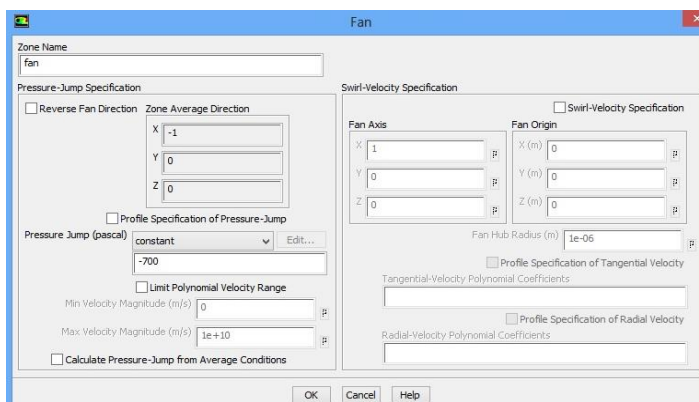 Fan
Zone Name
fan
Pressure-Jump Specification
Reverse Fan Direction Zone Average Direction
X -1
Y 0
Z 0
Profile Specification of Pressure-Jump
Pressure Jump (pascal) constant Edit...
-700
Limit Polynomial Velocity Range
Min Velocity Magnitude (m/s) 0
Max Velocity Magnitude (m/s) 1e+10
Calculate Pressure-Jump from Average Conditions
Swirl-Velocity Specification
Swirl-Velocity Specification
Fan Axis
X 1
Y 0
Z 0
Fan Origin
X (m) 0
Y (m) 0
Z (m) 0
Fan Hub Radius (m) 1e-06
Profile Specification of Tangential Velocity
Tangential-Velocity Polynomial Coefficients
Profile Specification of Radial Velocity
Radial-Velocity Polynomial Coefficients
OK Cancel Help